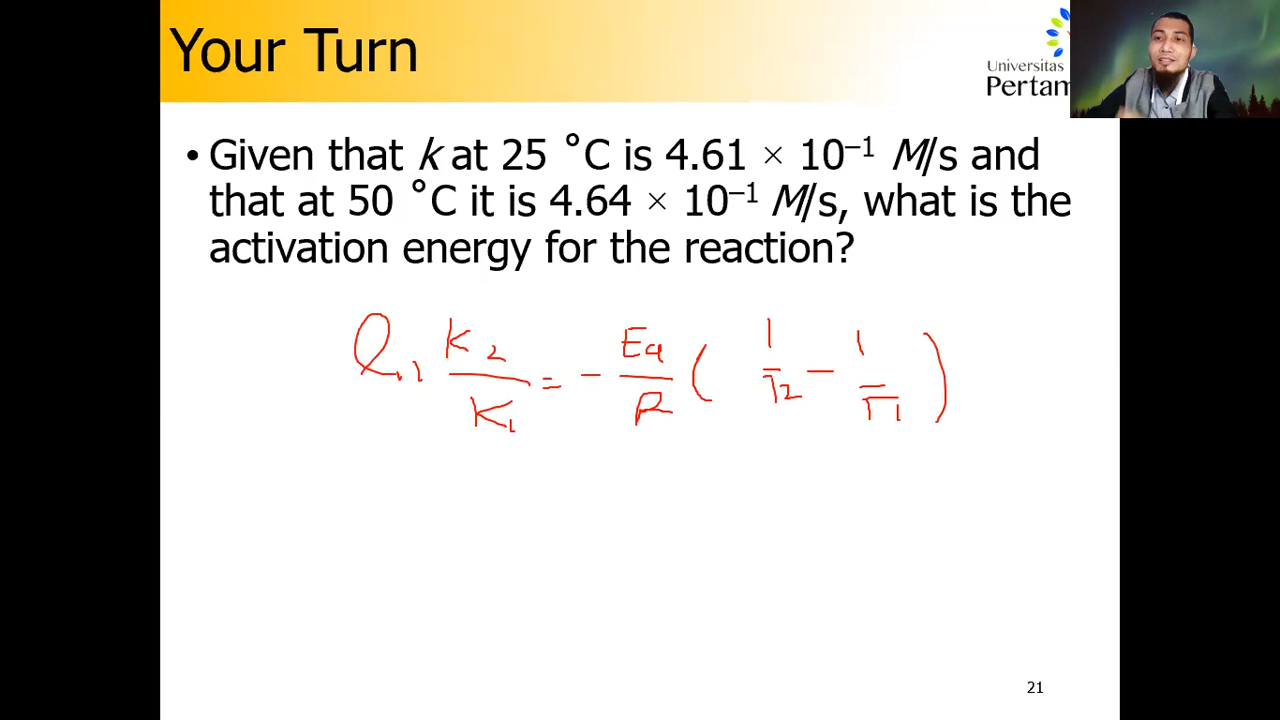 Your Turn
Universitas
Pertam
• Given that k at 25 °C is 4.61 × 10⁻¹ M/s and
that at 50 °C it is 4.64 × 10⁻¹ M/s, what is the
activation energy for the reaction?
ln K2/K1 = - Ea/R ( 1/T2 - 1/T1 )
21